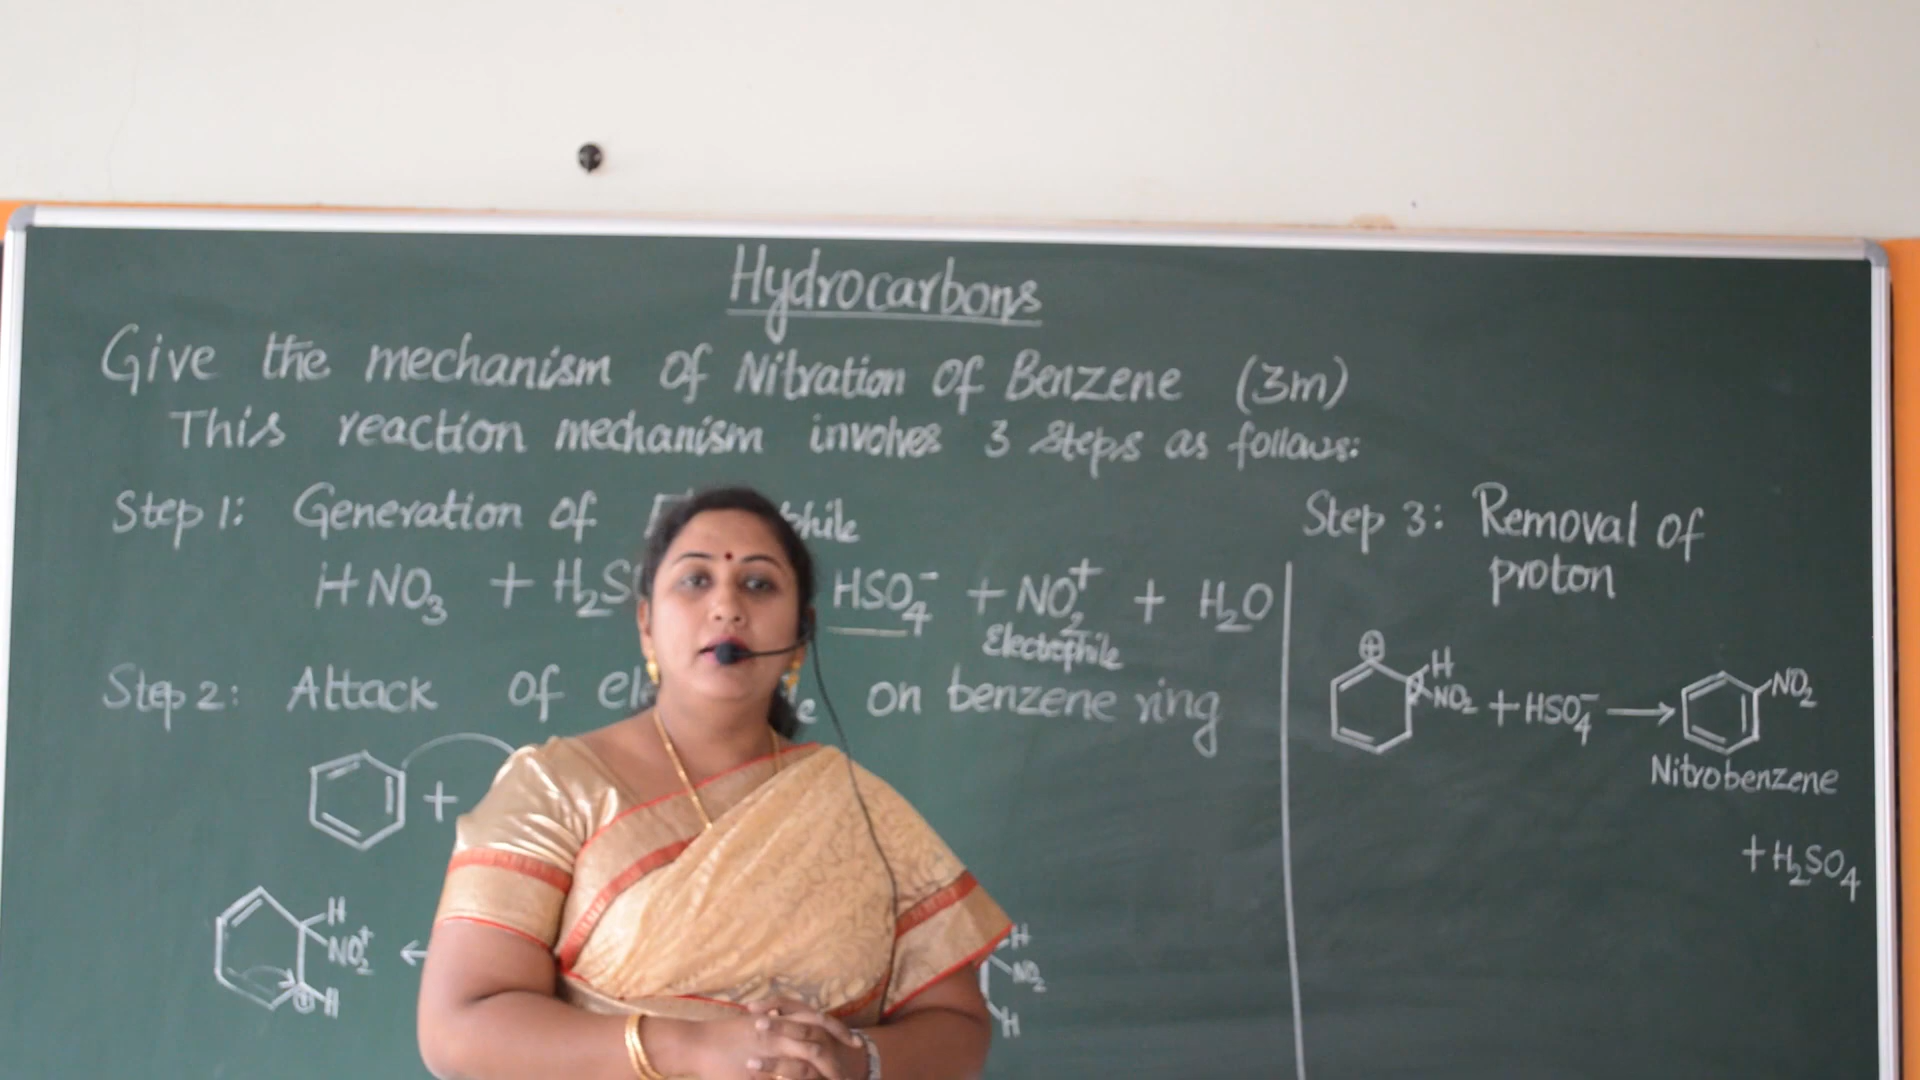 Hydrocarbons
Give the mechanism of Nitration of Benzene (3m)
This reaction mechanism involves 3 Steps as follows:
Step 1: Generation of
HNO₃ + H₂S HSO₄⁻ + NO₂⁺ + H₂O
Electrophile
Step 2: Attack of on benzene ring
+
H
NO₂⁺
⊕ H
←
H
NO₂
H
Step 3: Removal of
proton
⊕
H
NO₂ + HSO₄⁻ → NO₂
Nitrobenzene
+ H₂SO₄